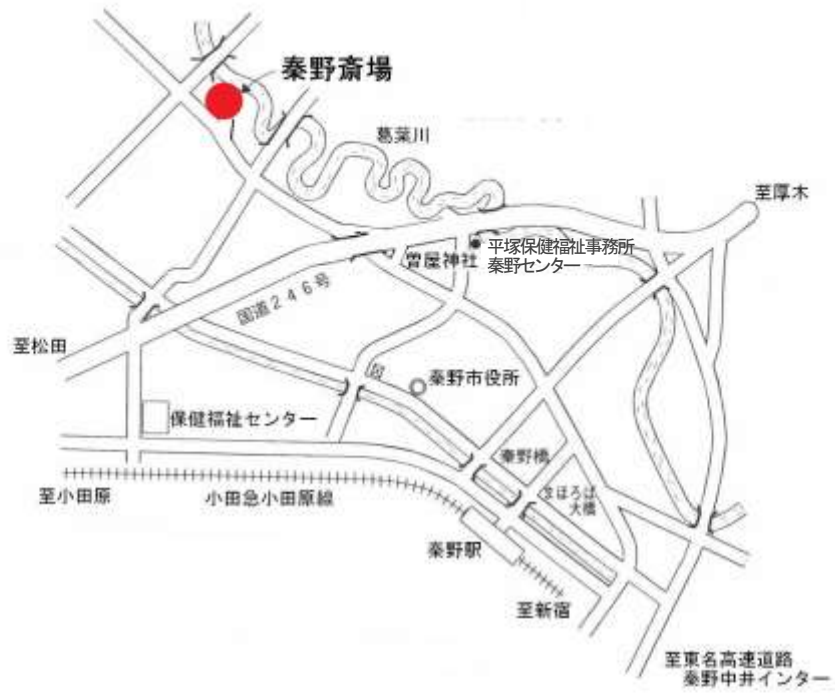 秦野斎場
葛葉川
至厚木
平塚保健福祉事務所
秦野センター
曽屋神社
国道246号
至松田
秦野市役所
保健福祉センター
秦野橋
まほろば
大橋
至小田原
小田急小田原線
秦野駅
至新宿
至東名高速道路
秦野中井インター